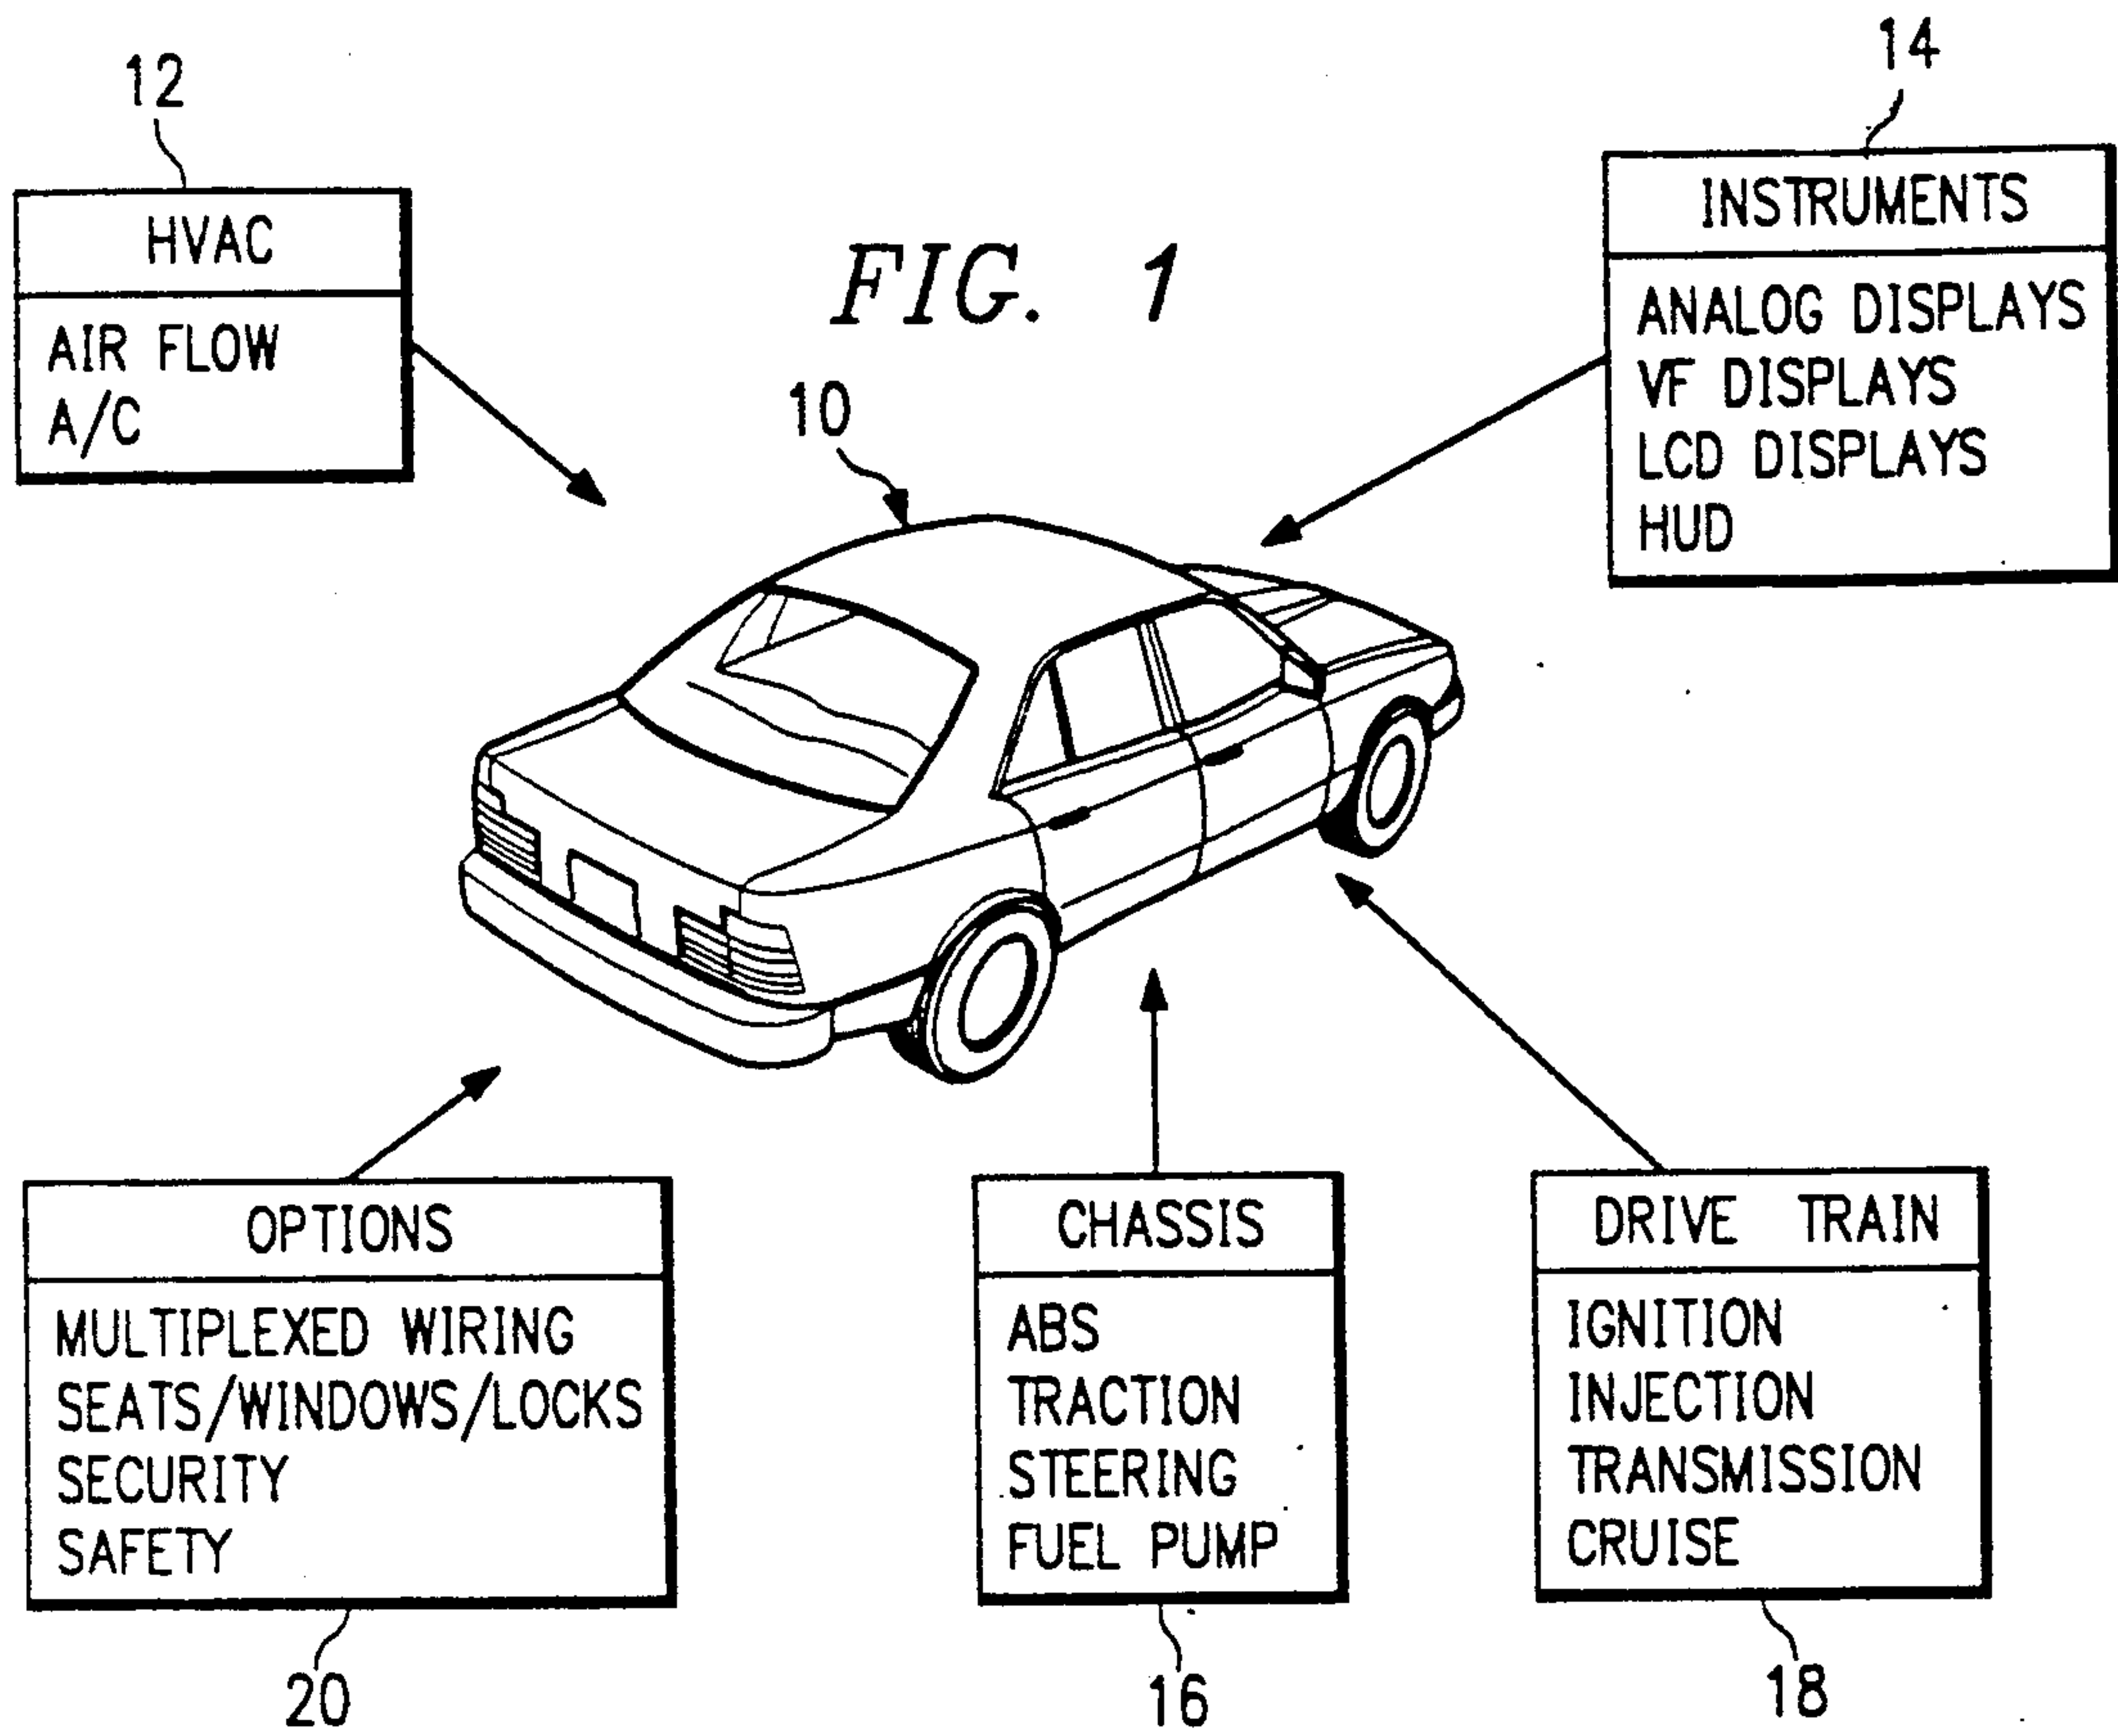 12
14
HVAC
AIR FLOW
A/C
FIG. 1
INSTRUMENTS
ANALOG DISPLAYS
VF DISPLAYS
LCD DISPLAYS
HUD
10
OPTIONS
MULTIPLEXED WIRING
SEATS/WINDOWS/LOCKS
SECURITY
SAFETY
20
CHASSIS
ABS
TRACTION
STEERING
FUEL PUMP
16
DRIVE TRAIN
IGNITION
INJECTION
TRANSMISSION
CRUISE
18